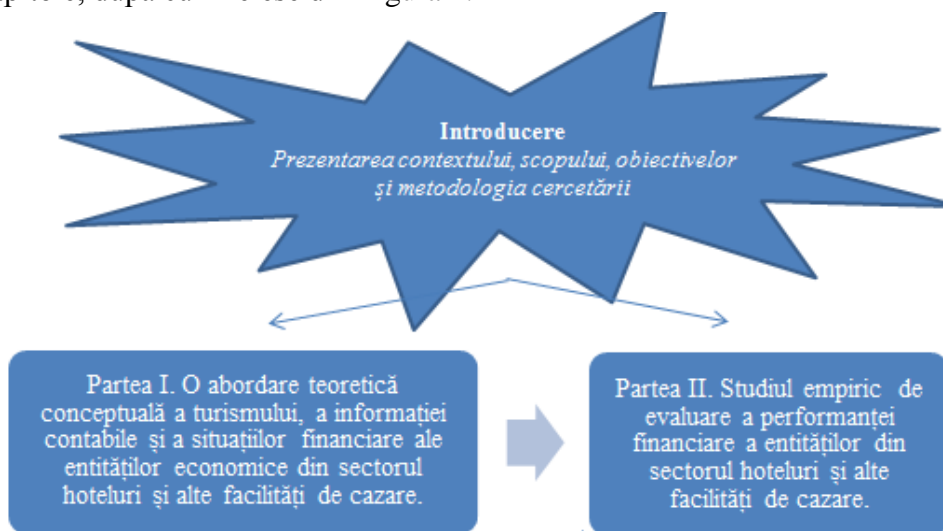 Introducere
Prezentarea contextului, scopului, obiectivelor
și metodologia cercetării
Partea I. O abordare teoretică
conceptuală a turismului, a informației
contabile și a situațiilor financiare ale
entităților economice din sectorul
hoteluri și alte facilități de cazare.
Partea II. Studiul empiric de
evaluare a performanței
financiare a entităților din
sectorul hoteluri și alte
facilități de cazare.